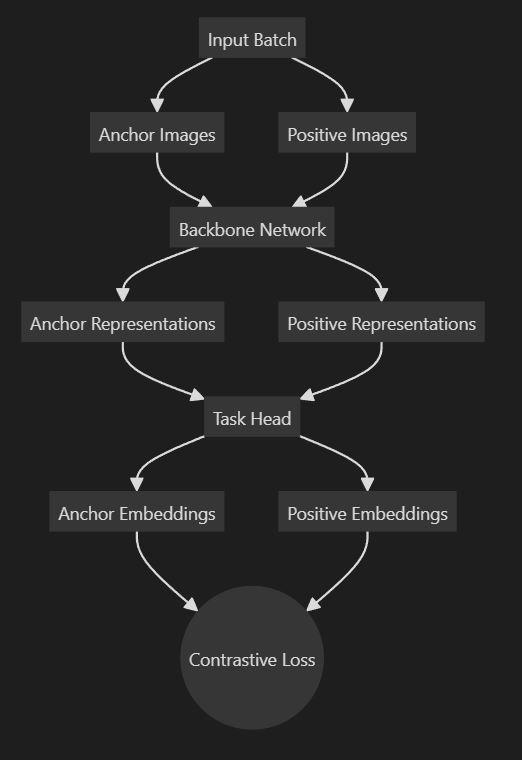 Input Batch
Anchor Images
Positive Images
Backbone Network
Anchor Representations
Positive Representations
Task Head
Anchor Embeddings
Positive Embeddings
Contrastive Loss